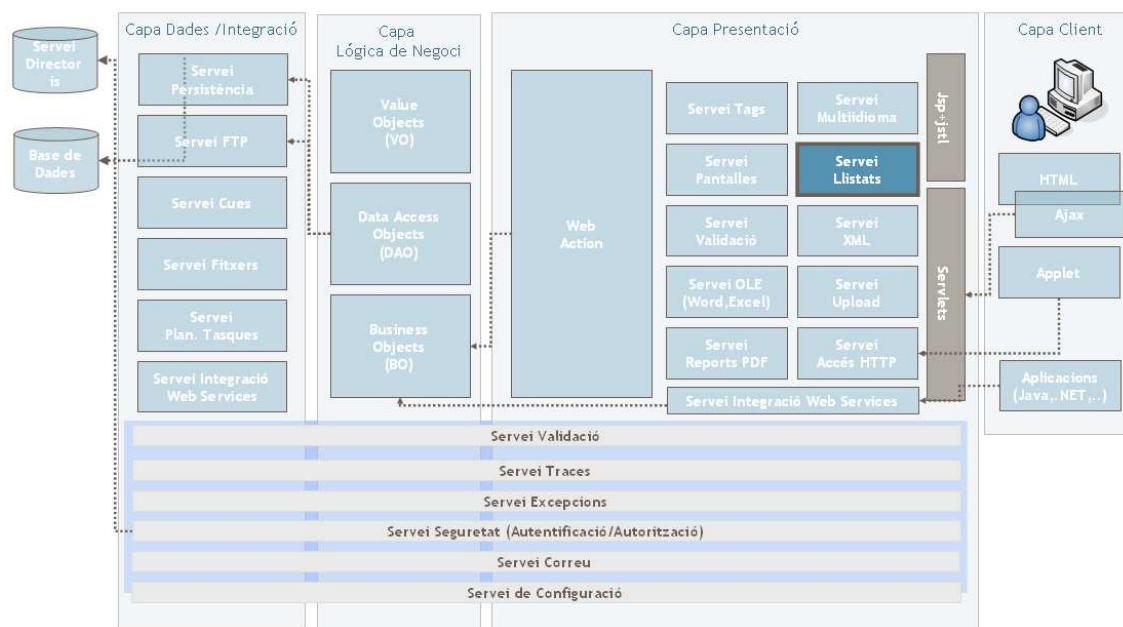 Servei
Director
is
Base de
Dades
Capa Dades /Integració
Servei
Persistència
Servei FTP
Servei Cues
Servei Fitxers
Servei
Plan. Tasques
Servei Integració
Web Services
Capa
Lógica de Negoci
Value
Objects
(VO)
Data Access
Objects
(DAO)
Business
Objects
(BO)
Capa Presentació
Web
Action
Servei Tags
Servei
Multiidioma
Servei
Pantalles
Servei
Llistats
Servei
Validació
Servei
XML
Servei OLE
(Word,Excel)
Servei
Upload
Servei
Reports PDF
Servei
Accés HTTP
Servei Integració Web Services
Jsp+jstl
Servlets
Capa Client
HTML
Ajax
Applet
Aplicacions
(Java,.NET,..)
Servei Validació
Servei Traces
Servei Excepcions
Servei Seguretat (Autentificació/Autorització)
Servei Correu
Servei de Configuració